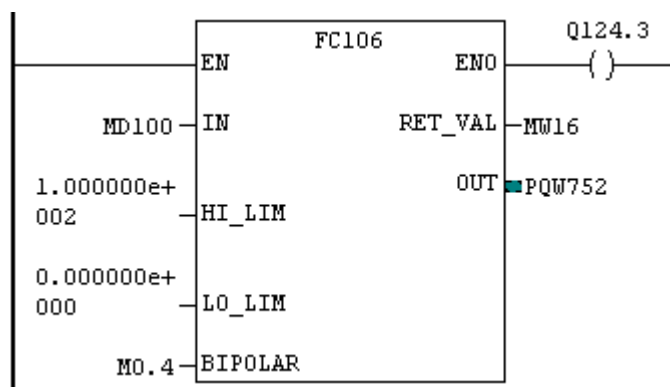 FC106
Q124.3
EN
ENO
( )
MD100
IN
RET_VAL
MW16
1.000000e+
002
HI_LIM
OUT
PQW752
0.000000e+
000
LO_LIM
M0.4
BIPOLAR